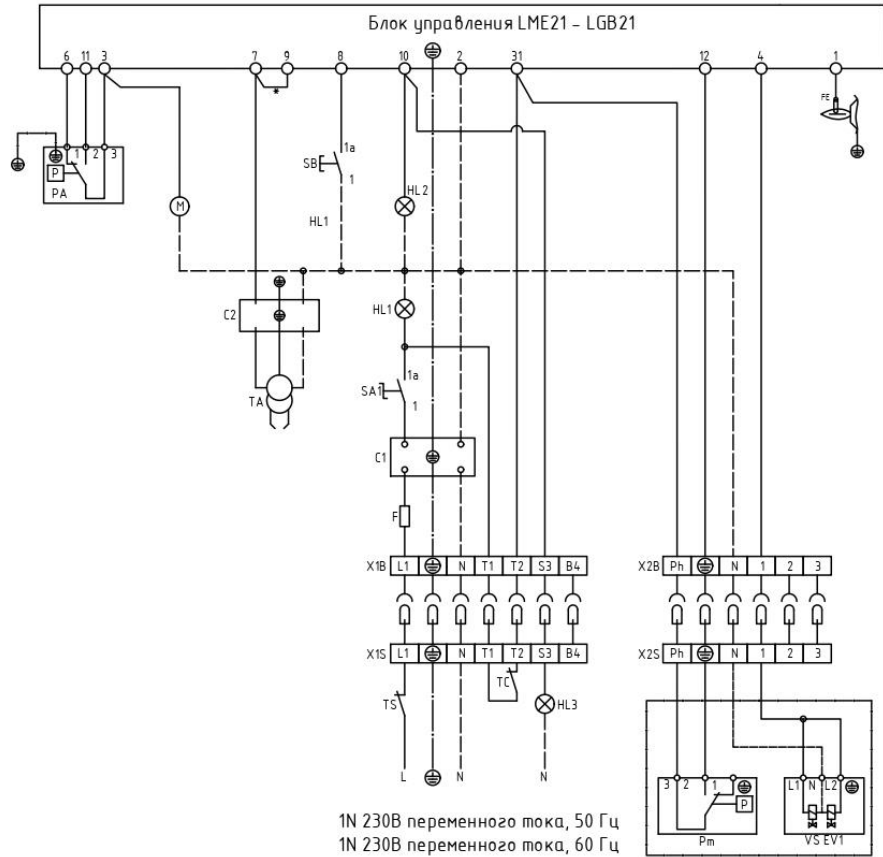 Блок управления LME21 - LGB21
6 11 3 7 9 8 10 2 31 12 4 1
FE
1 2 3
P
PA
*
SB
1a
1
HL1
HL2
M
C2
HL1
TA
SA1
1a
1
C1
F
X1B L1 N T1 T2 S3 B4
X2B Ph N 1 2 3
X1S L1 N T1 T2 S3 B4
X2S Ph N 1 2 3
TS
TC
HL3
L N N
3 2 1
P
Pm
L1 N L2
VS EV1
1N 230В переменного тока, 50 Гц
1N 230В переменного тока, 60 Гц